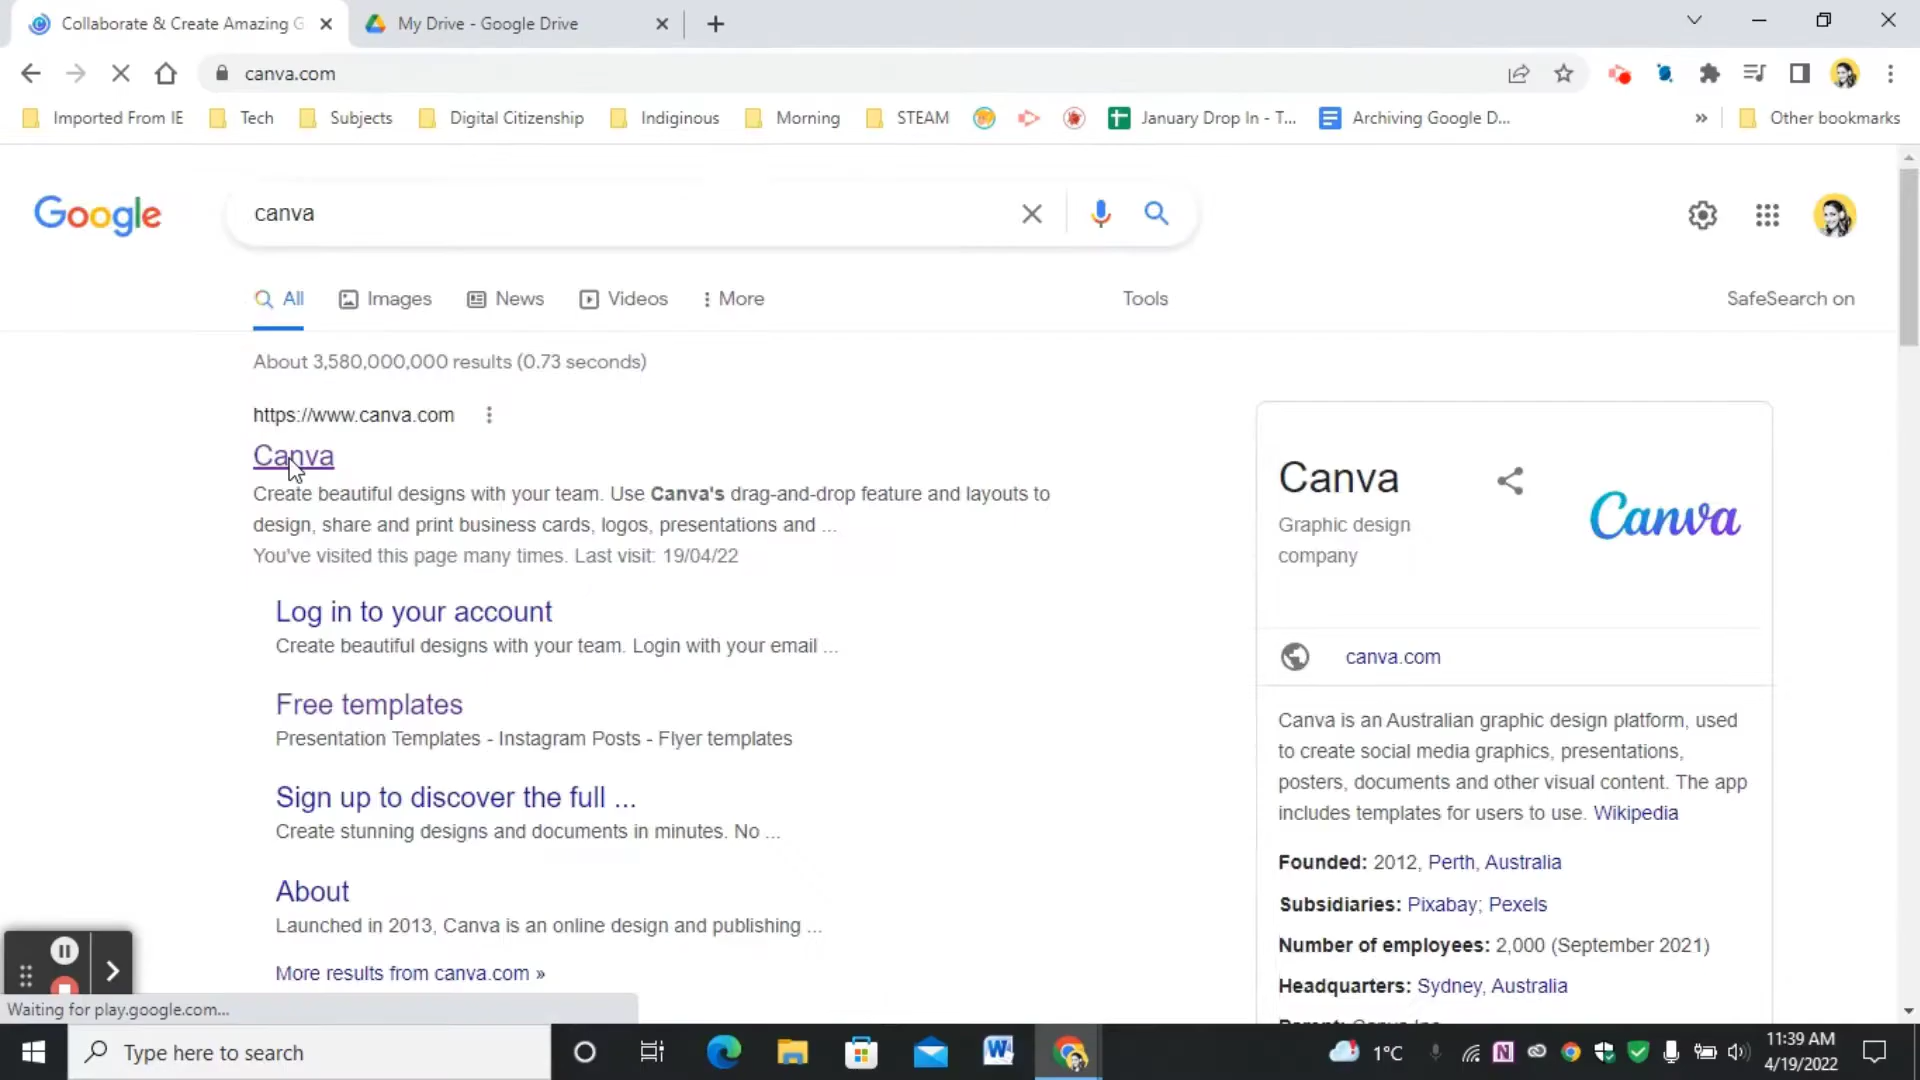 Collaborate & Create Amazing G
My Drive - Google Drive
canva.com
Imported From IE
Tech
Subjects
Digital Citizenship
Indiginous
Morning
STEAM
January Drop In - T...
Archiving Google D...
»
Other bookmarks
Google
canva
All
Images
News
Videos
More
Tools
SafeSearch on
About 3,580,000,000 results (0.73 seconds)
https://www.canva.com
Canva
Create beautiful designs with your team. Use Canva's drag-and-drop feature and layouts to
design, share and print business cards, logos, presentations and ...
You've visited this page many times. Last visit: 19/04/22
Log in to your account
Create beautiful designs with your team. Login with your email ...
Free templates
Presentation Templates - Instagram Posts - Flyer templates
Sign up to discover the full ...
Create stunning designs and documents in minutes. No ...
About
Launched in 2013, Canva is an online design and publishing ...
More results from canva.com »
Canva
Graphic design
company
Canva
canva.com
Canva is an Australian graphic design platform, used
to create social media graphics, presentations,
posters, documents and other visual content. The app
includes templates for users to use. Wikipedia
Founded: 2012, Perth, Australia
Subsidiaries: Pixabay; Pexels
Number of employees: 2,000 (September 2021)
Headquarters: Sydney, Australia
Waiting for play.google.com...
Type here to search
W
1°C
N
11:39 AM
4/19/2022